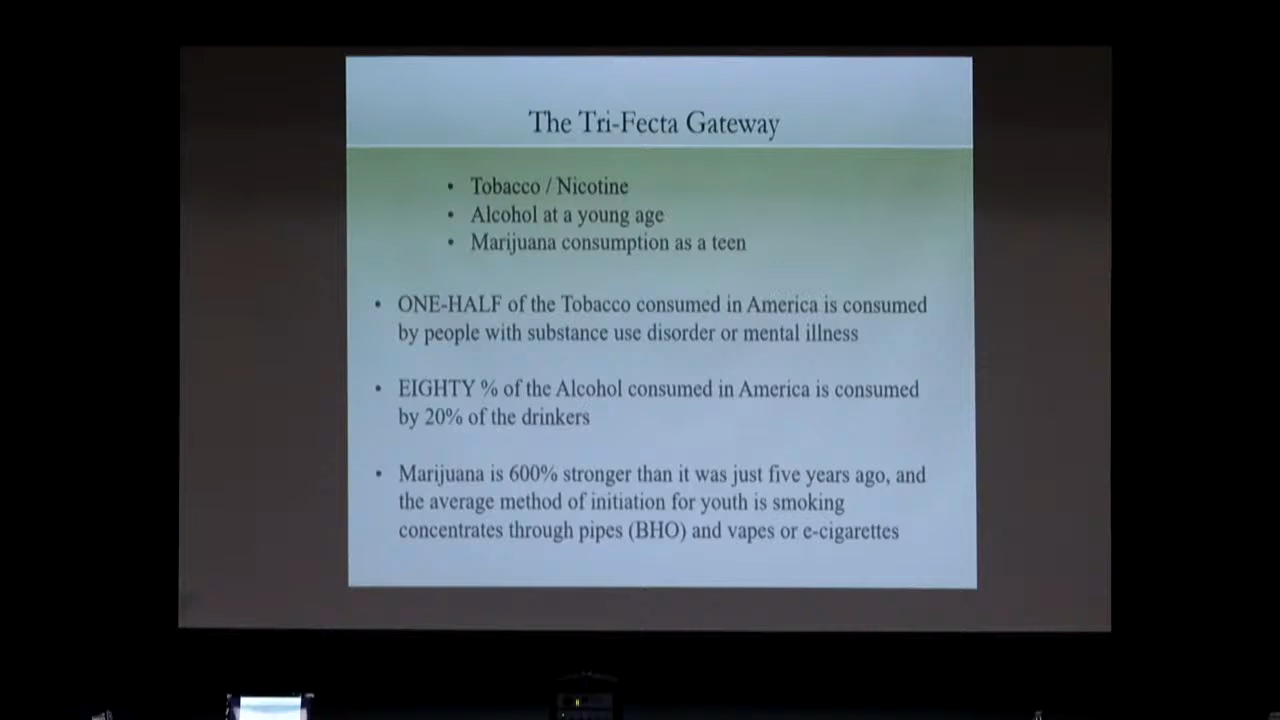 The Tri-Fecta Gateway
• Tobacco / Nicotine
• Alcohol at a young age
• Marijuana consumption as a teen
• ONE-HALF of the Tobacco consumed in America is consumed
by people with substance use disorder or mental illness
• EIGHTY % of the Alcohol consumed in America is consumed
by 20% of the drinkers
• Marijuana is 600% stronger than it was just five years ago, and
the average method of initiation for youth is smoking
concentrates through pipes (BHO) and vapes or e-cigarettes